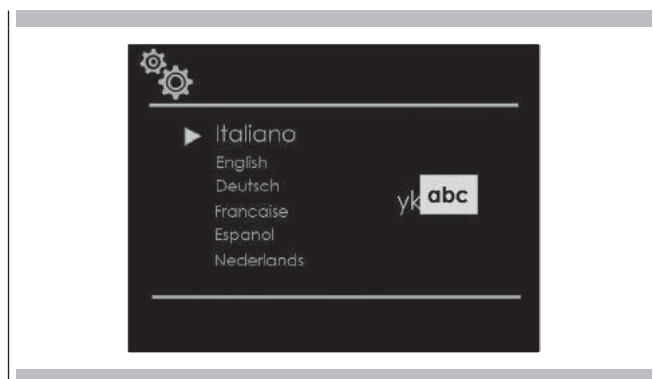 Italiano
English
Deutsch
Francaise
Espanol
Nederlands
yk abc